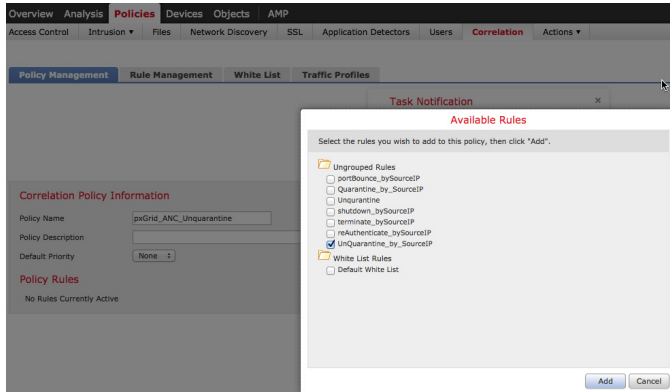 Overview Analysis Policies Devices Objects AMP
Access Control Intrusion ▾ Files Network Discovery SSL Application Detectors Users Correlation Actions ▾
Policy Management Rule Management White List Traffic Profiles
Task Notification ×
Available Rules
Select the rules you wish to add to this policy, then click "Add".
Ungrouped Rules
portBounce_bySourceIP
Quarantine_by_SourceIP
Unqurantine
shutdown_bySourceIP
terminate_bySourceIP
reAuthenticate_bySourceIP
UnQuarantine_by_SourceIP
White List Rules
Default White List
Correlation Policy Information
Policy Name pxGrid_ANC_Unquarantine
Policy Description
Default Priority None
Policy Rules
No Rules Currently Active
Add Cancel